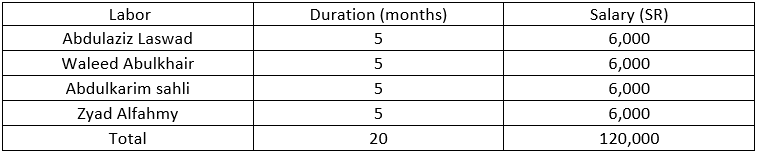 Labor Duration (months) Salary (SR)
Abdulaziz Laswad 5 6,000
Waleed Abulkhair 5 6,000
Abdulkarim sahli 5 6,000
Zyad Alfahmy 5 6,000
Total 20 120,000